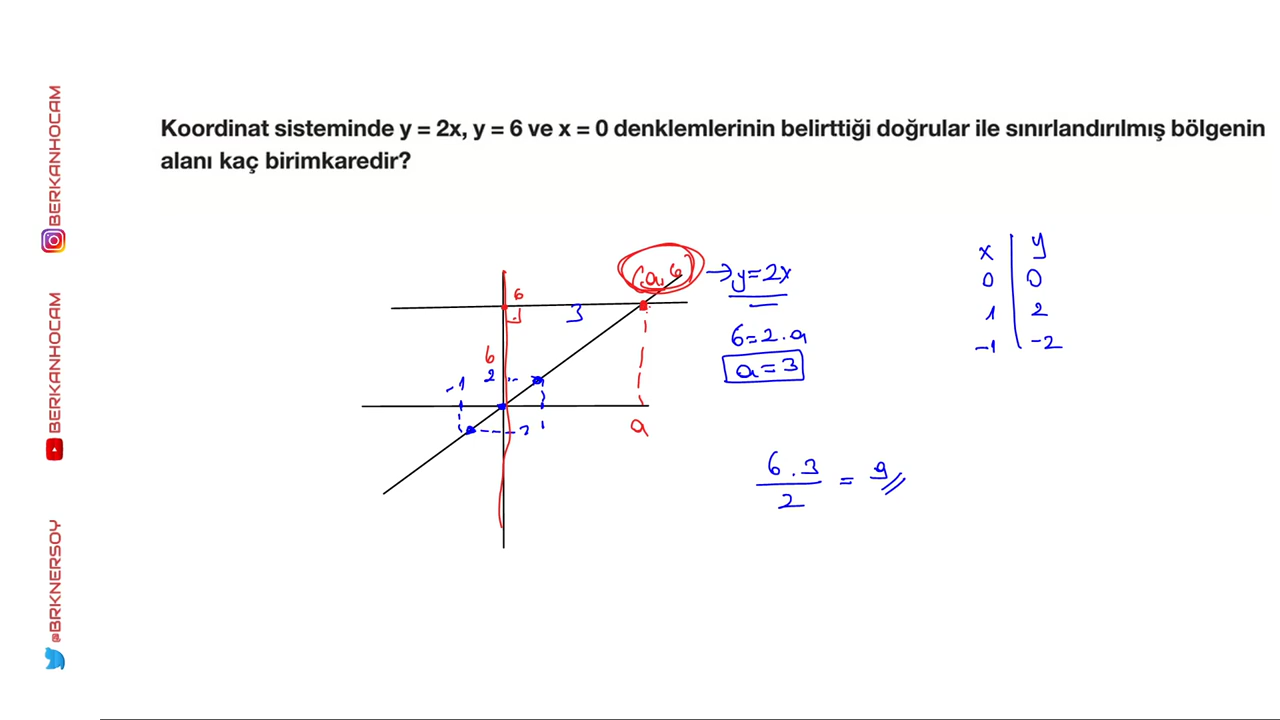 Koordinat sisteminde y = 2x, y = 6 ve x = 0 denklemlerinin belirttiği doğrular ile sınırlandırılmış bölgenin
alanı kaç birimkaredir?
BERKANHOCAM
BERKANHOCAM
@BRKNERSOY
(a,6)
→ y=2x
6=2.a
a=3
6
3
6
2
-1
1
a
x | y
0 | 0
1 | 2
-1 | -2
6.3
2
= 9